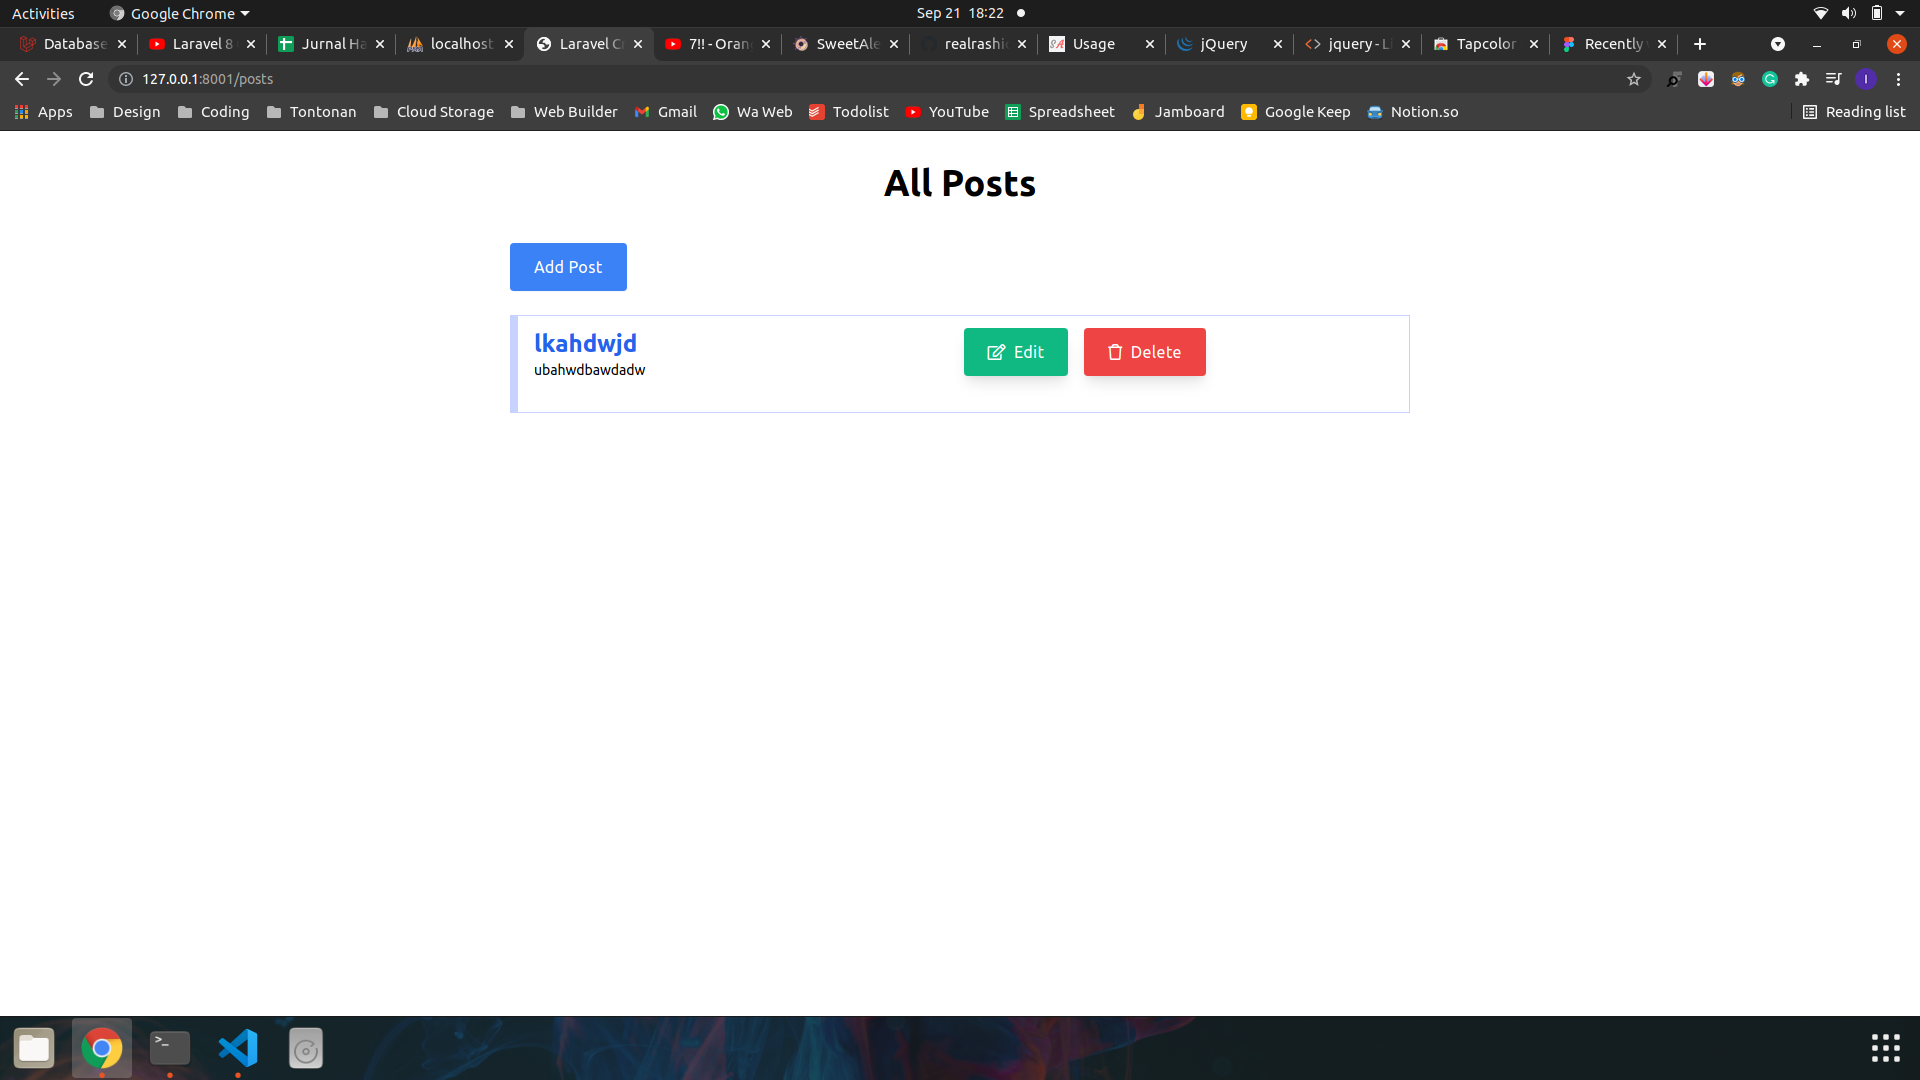 Activities Google Chrome Sep 21 18:22
Database Laravel 8 Jurnal Ha localhost Laravel Cr 7!! - Oran SweetAle realrashi Usage jQuery jquery - Li Tapcolor Recently
127.0.0.1:8001/posts
Apps Design Coding Tontonan Cloud Storage Web Builder Gmail Wa Web Todolist YouTube Spreadsheet Jamboard Google Keep Notion.so Reading list
All Posts
Add Post
lkahdwjd
ubahwdbawdadw
Edit Delete